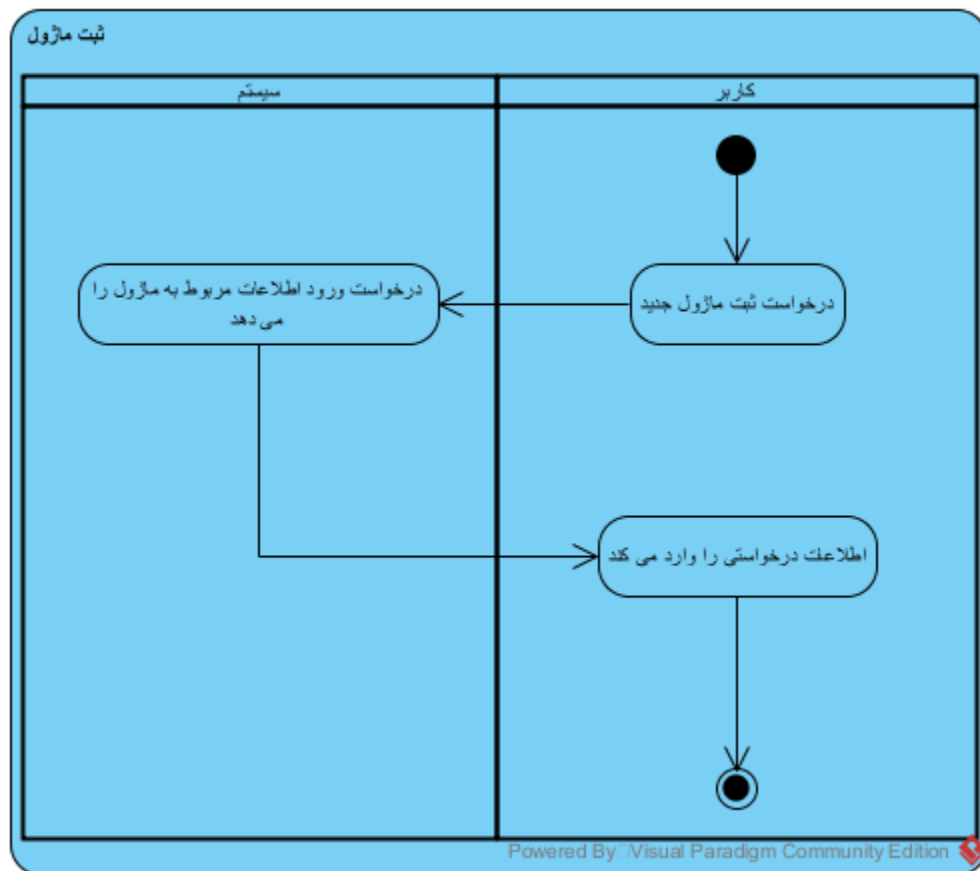 ثبت ماژول
کاربر
سیستم
درخواست ثبت ماژول جدید
درخواست ورود اطلاعات مربوط به ماژول را
می دهد
اطلاعات درخواستی را وارد می کند
Powered By Visual Paradigm Community Edition